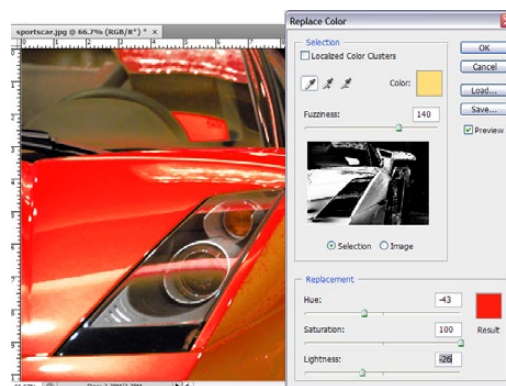 Replace Color
sportscar.jpg @ 66.7% (RGB/8*) *
Selection
Localized Color Clusters
Color:
Fuzziness:
140
Selection
Image
OK
Cancel
Load...
Save...
Preview
Replacement
Hue:
-43
Saturation:
100
Result
Lightness:
-26